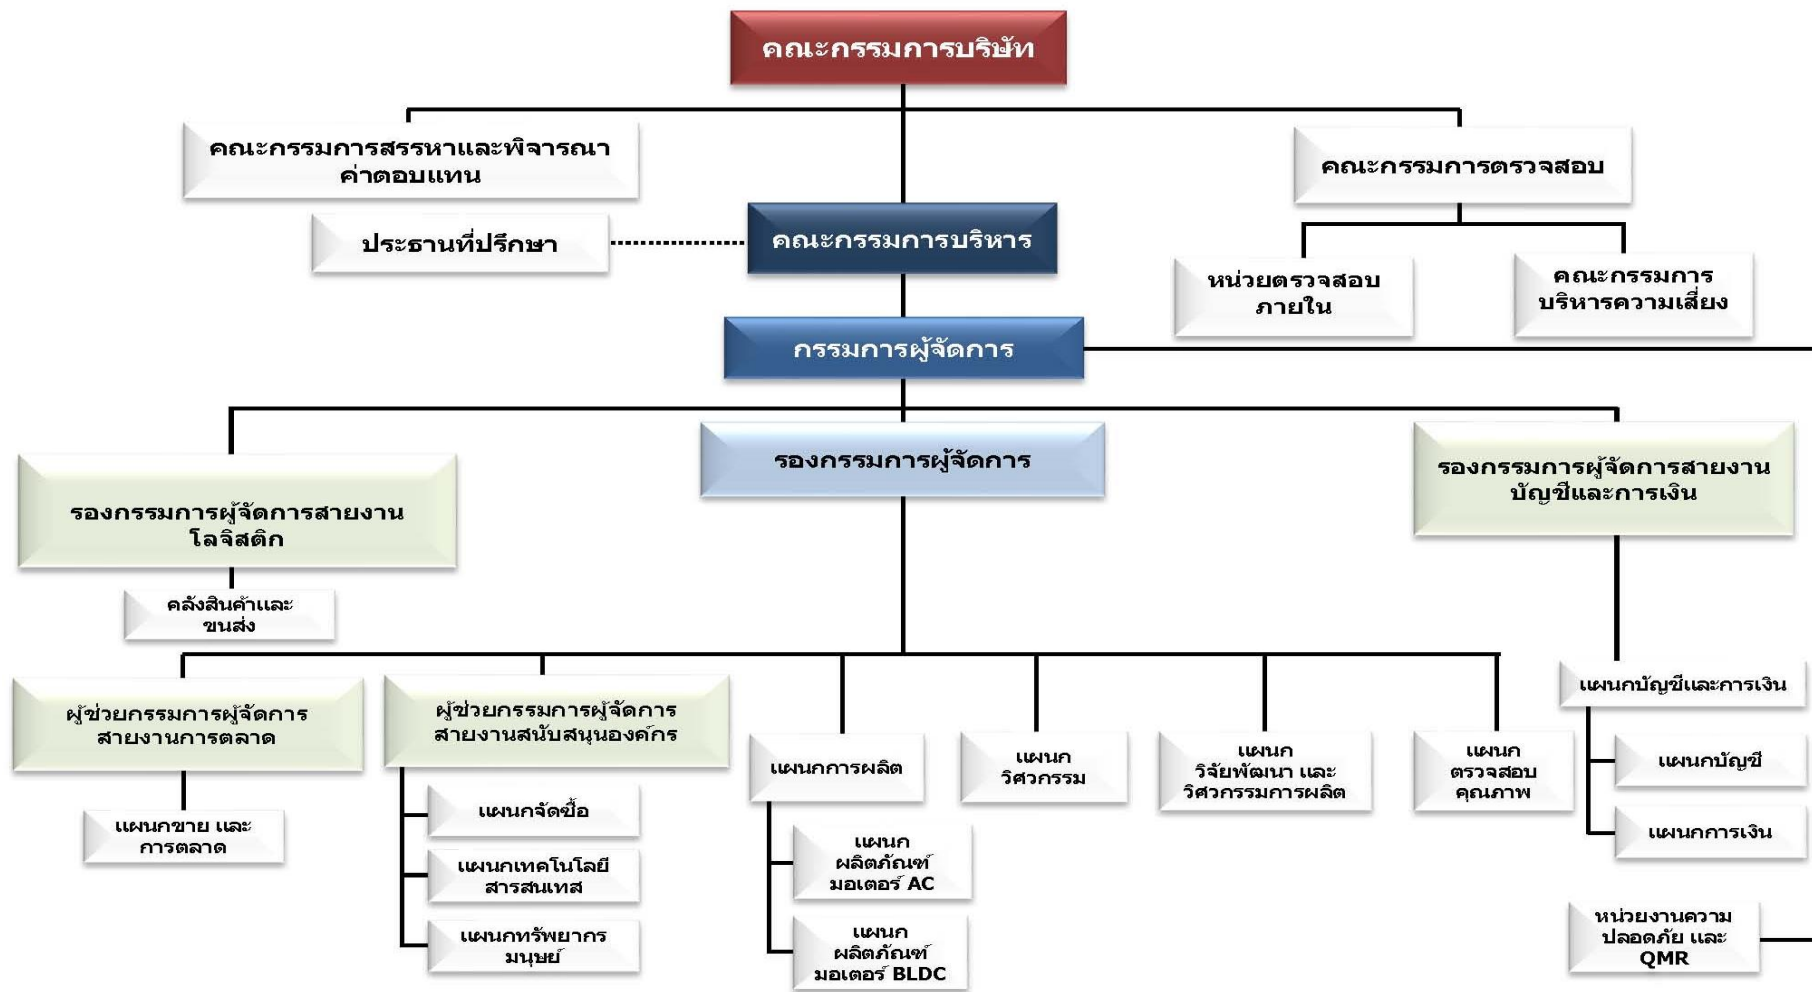 คณะกรรมการบริษัท
คณะกรรมการสรรหาและพิจารณา
ค่าตอบแทน
คณะกรรมการตรวจสอบ
ประธานที่ปรึกษา
คณะกรรมการบริหาร
หน่วยตรวจสอบ
ภายใน
คณะกรรมการ
บริหารความเสี่ยง
กรรมการผู้จัดการ
รองกรรมการผู้จัดการสายงาน
โลจิสติก
รองกรรมการผู้จัดการ
รองกรรมการผู้จัดการสายงาน
บัญชีและการเงิน
คลังสินค้าและ
ขนส่ง
ผู้ช่วยกรรมการผู้จัดการ
สายงานการตลาด
ผู้ช่วยกรรมการผู้จัดการ
สายงานสนับสนุนองค์กร
แผนกการผลิต
แผนก
วิศวกรรม
แผนก
วิจัยพัฒนา และ
วิศวกรรมการผลิต
แผนก
ตรวจสอบ
คุณภาพ
แผนกบัญชีและการเงิน
แผนกบัญชี
แผนกการเงิน
แผนกขาย และ
การตลาด
แผนกจัดซื้อ
แผนกเทคโนโลยี
สารสนเทส
แผนกทรัพยากร
มนุษย์
แผนก
ผลิตภัณฑ์
มอเตอร์ AC
แผนก
ผลิตภัณฑ์
มอเตอร์ BLDC
หน่วยงานความ
ปลอดภัย และ
QMR